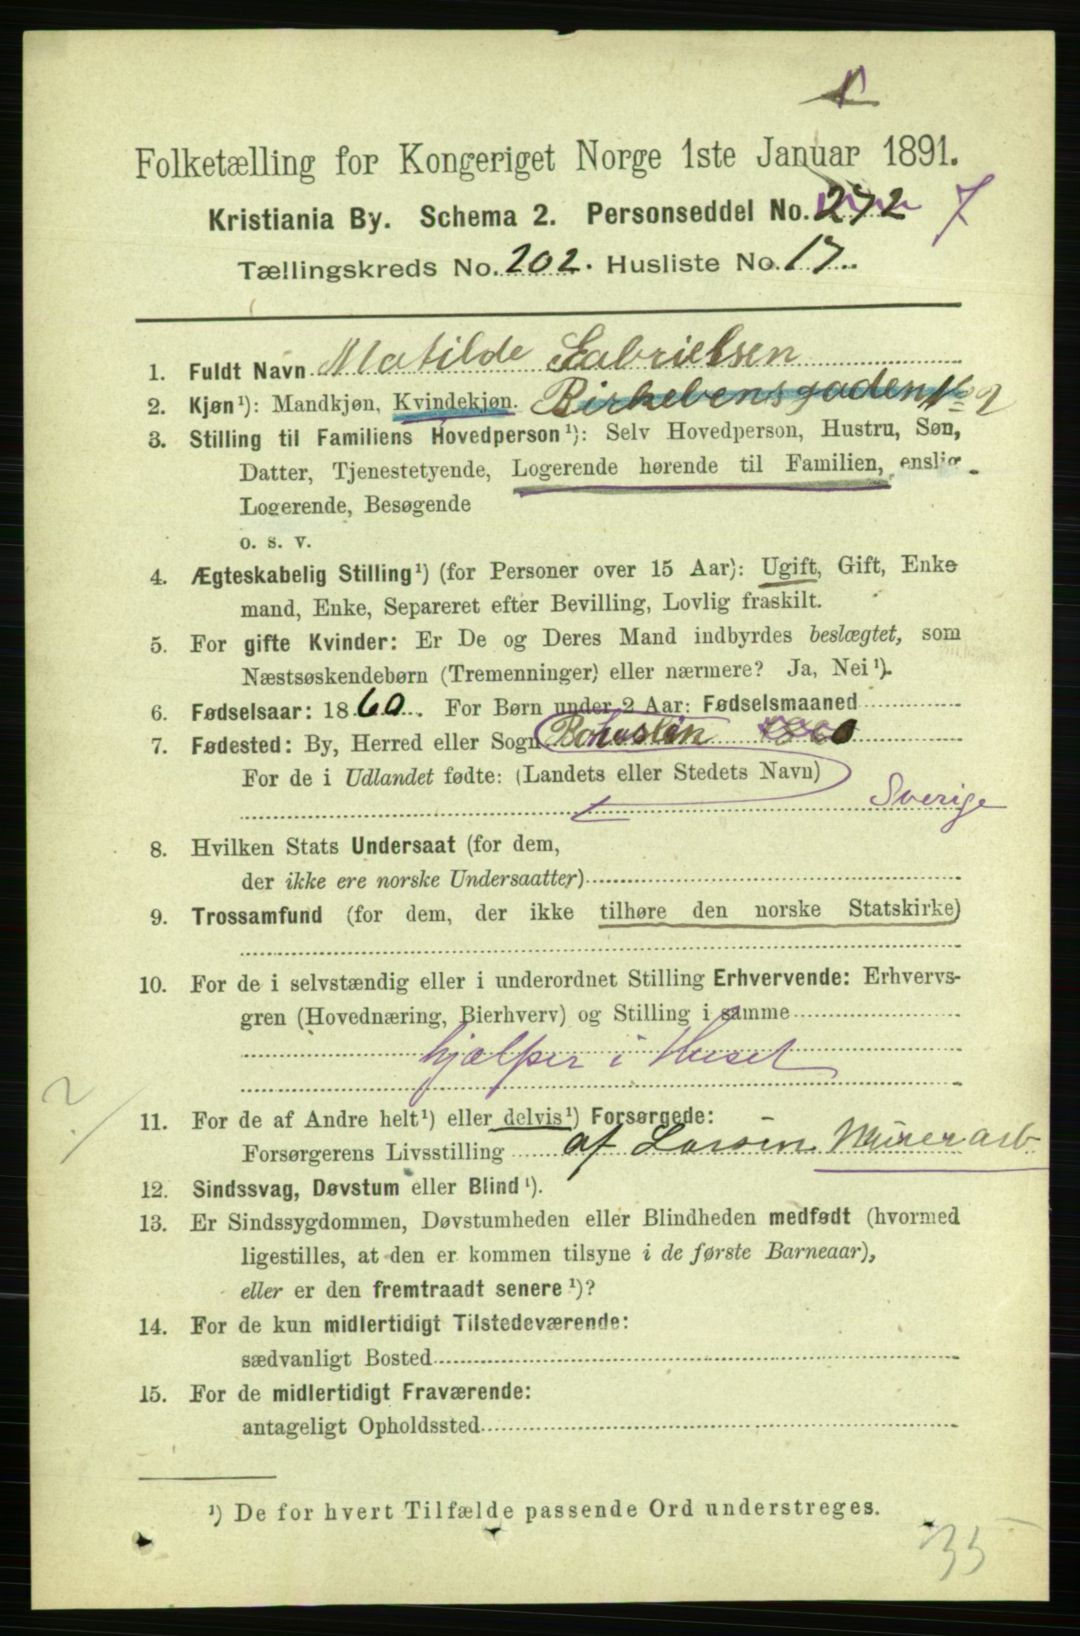 Folketælling for Kongeriget Norge 1ste Januar 1891.
Kristiania By. Schema 2. Personseddel No. 272 7
Tællingskreds No. 202. Husliste No. 17
1. Fuldt Navn Matilde Gabrielsen
2. Kjøn¹): Mandkjøn, Kvindekjøn. Birkebensgaden No 9
3. Stilling til Familiens Hovedperson¹): Selv Hovedperson, Hustru, Søn,
Datter, Tjenestetyende, Logerende hørende til Familien, enslig
Logerende, Besøgende
o. s. v.
4. Ægteskabelig Stilling¹) (for Personer over 15 Aar): Ugift, Gift, Enke
mand, Enke, Separeret efter Bevilling, Lovlig fraskilt.
5. For gifte Kvinder: Er De og Deres Mand indbyrdes beslægtet, som
Næstsøskendebørn (Tremenninger) eller nærmere? Ja, Nei¹).
6. Fødselsaar: 1860. For Børn under 2 Aar: Fødselsmaaned
7. Fødested: By, Herred eller Sogn Bohuslän 1860
For de i Udlandet fødte: (Landets eller Stedets Navn)
Sverige
8. Hvilken Stats Undersaat (for dem,
der ikke ere norske Undersaatter)
9. Trossamfund (for dem, der ikke tilhøre den norske Statskirke)
10. For de i selvstændig eller i underordnet Stilling Erhvervende: Erhvervs-
gren (Hovednæring, Bierhverv) og Stilling i samme
hjælper i Huset
?
11. For de af Andre helt¹) eller delvis¹) Forsørgede:
Forsørgerens Livsstilling af Larsen Murerarb
12. Sindssvag, Døvstum eller Blind¹).
13. Er Sindssygdommen, Døvstumheden eller Blindheden medfødt (hvormed
ligestilles, at den er kommen tilsyne i de første Barneaar),
eller er den fremtraadt senere¹)?
14. For de kun midlertidigt Tilstedeværende:
sædvanligt Bosted
15. For de midlertidigt Fraværende:
antageligt Opholdssted
¹) De for hvert Tilfælde passende Ord understreges.
35